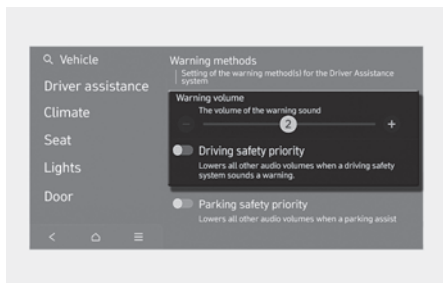 Vehicle
Driver assistance
Climate
Seat
Lights
Door
Warning methods
Setting of the warning method(s) for the Driver Assistance
system
Warning volume
The volume of the warning sound
2
Driving safety priority
Lowers all other audio volumes when a driving safety
system sounds a warning.
Parking safety priority
Lowers all other audio volumes when a parking assist